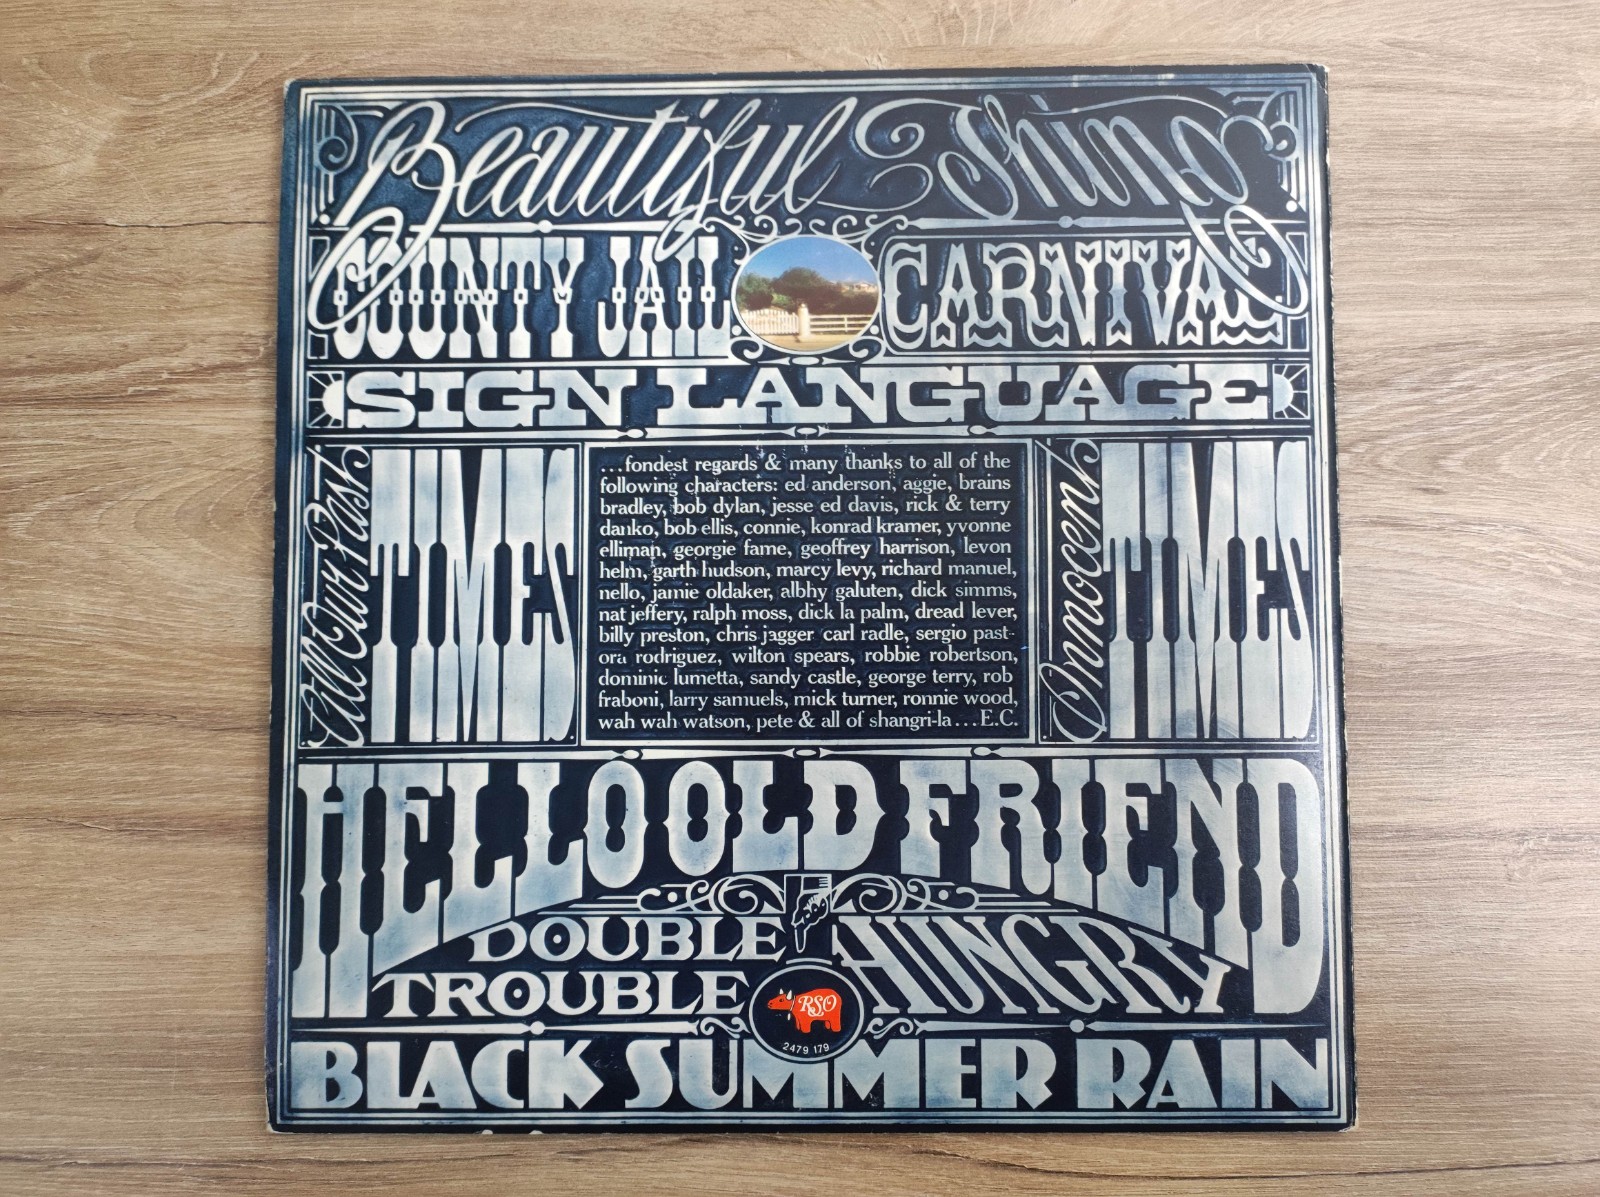 Beautiful Thing
COUNTY JAIL
CARNIVAL
SIGN LANGUAGE
All Our Past
TIMES
...fondest regards & many thanks to all of the
following characters: ed anderson, aggie, brains
bradley, bob dylan, jesse ed davis, rick & terry
danko, bob ellis, connie, konrad kramer, yvonne
elliman, georgie fame, geoffrey harrison, levon
helm, garth hudson, marcy levy, richard manuel,
nello, jamie oldaker, albhy galuten, dick simms,
nat jeffery, ralph moss, dick la palm, dread lever,
billy preston, chris jagger carl radle, sergio past-
ora rodriguez, wilton spears, robbie robertson,
dominic lumetta, sandy castle, george terry, rob
fraboni, larry samuels, mick turner, ronnie wood,
wah wah watson, pete & all of shangri-la...E.C.
Innocent
TIMES
HELLO OLD FRIEND
DOUBLE
TROUBLE
HUNGRY
RSO
2479 179
BLACK SUMMER RAIN